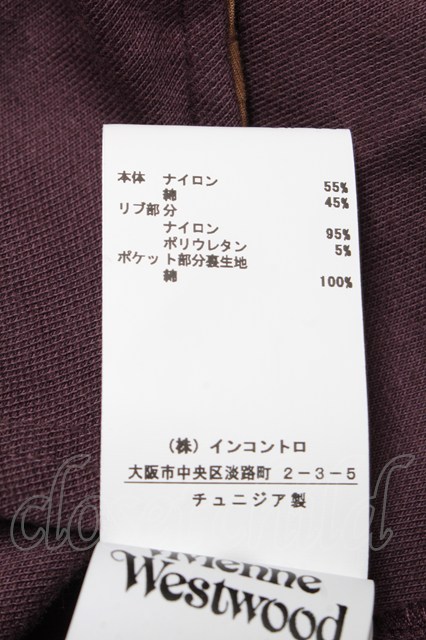 本体 ナイロン 55%
綿 45%
リブ部分
ナイロン 95%
ポリウレタン 5%
ポケット部分裏生地
綿 100%
(株) インコントロ
大阪市中央区淡路町 2-3-5
チュニジア製
Vivienne
Westwood